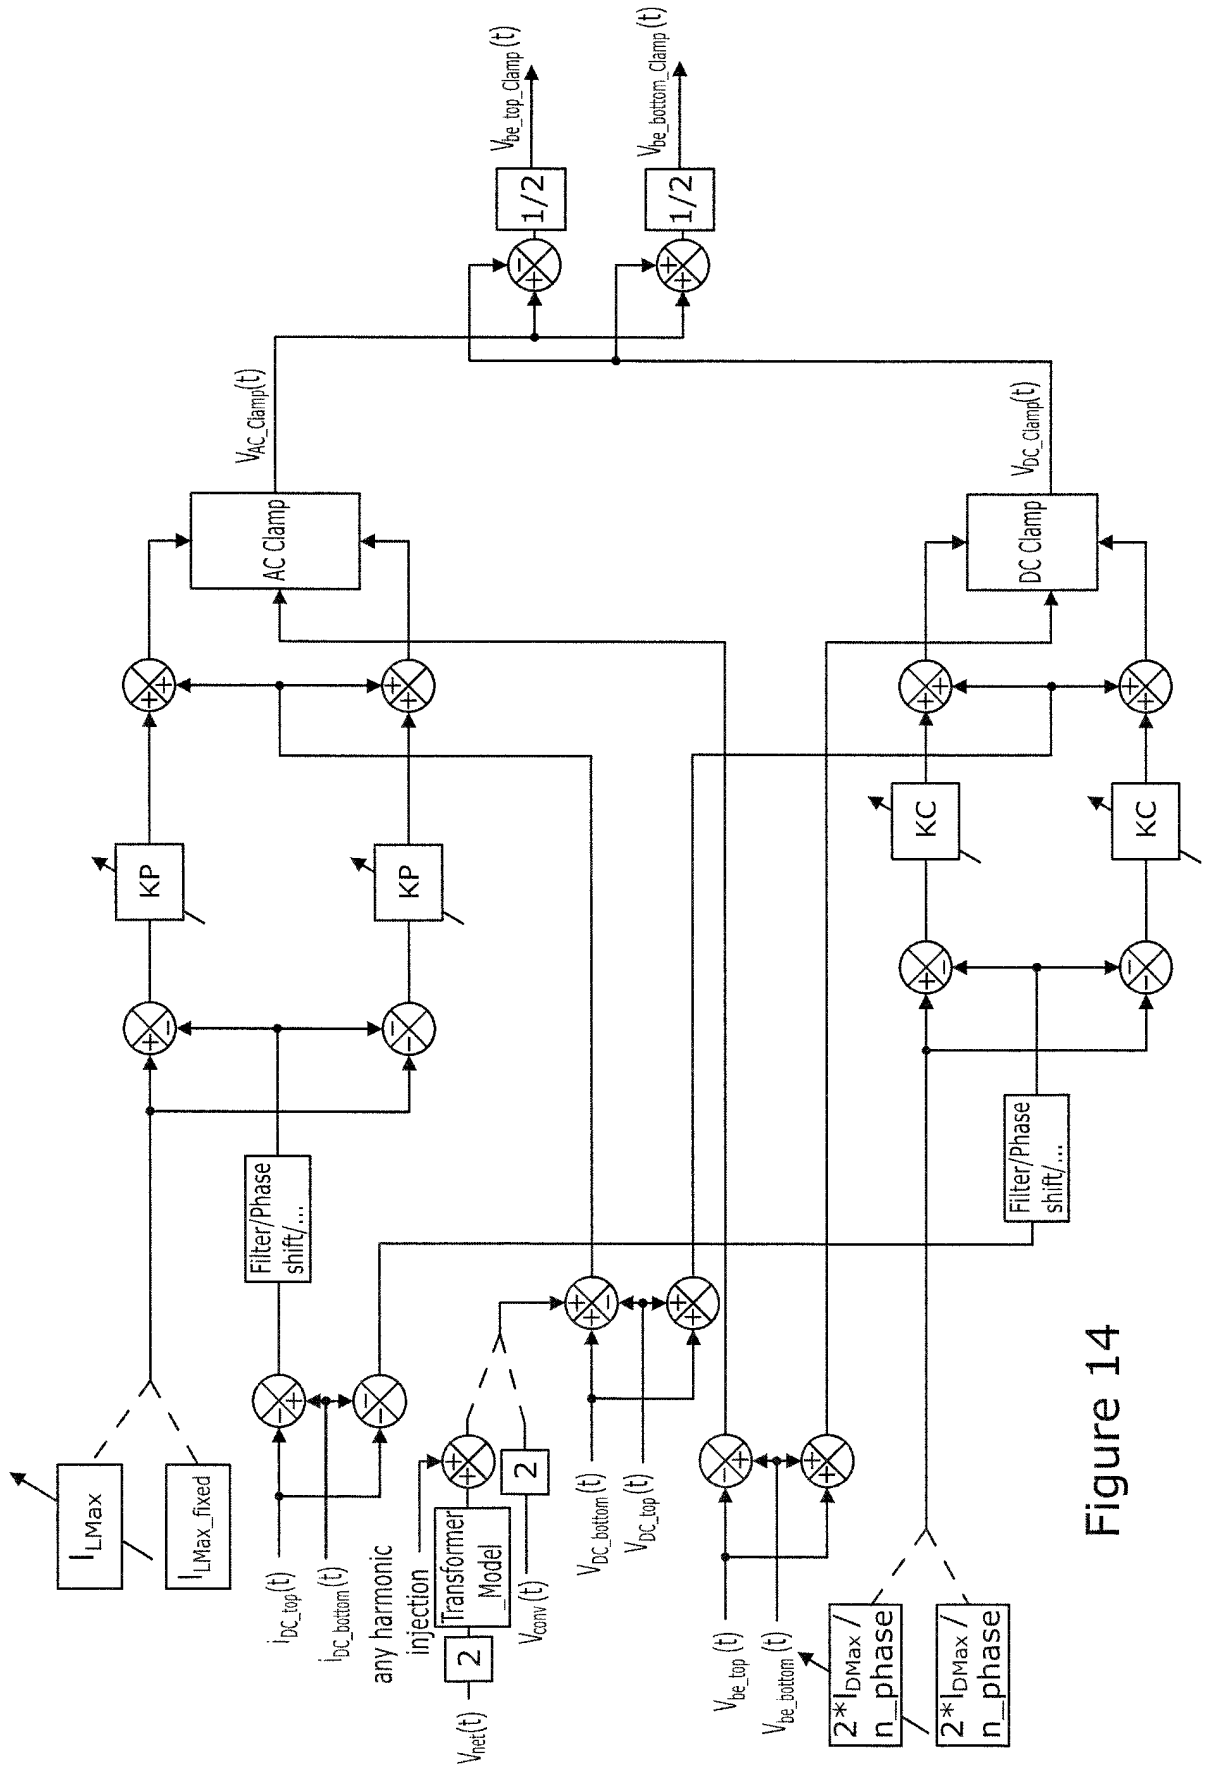 I_LMax
I_LMax_fixed
i_DC_top(t)
i_DC_bottom(t)
any harmonic
injection
V_net(t)
2
Transformer
_Model
V_conv(t)
2
V_DC_bottom(t)
V_DC_top(t)
V_be_top(t)
V_be_bottom(t)
2*I_DMax /
n_phase
2*I_DMax /
n_phase
Filter/Phase
shift/...
Filter/Phase
shift/...
KP
KP
KC
KC
AC Clamp
DC Clamp
V_AC_Clamp(t)
V_DC_Clamp(t)
1/2
1/2
V_be_top_Clamp(t)
V_be_bottom_Clamp(t)
Figure 14